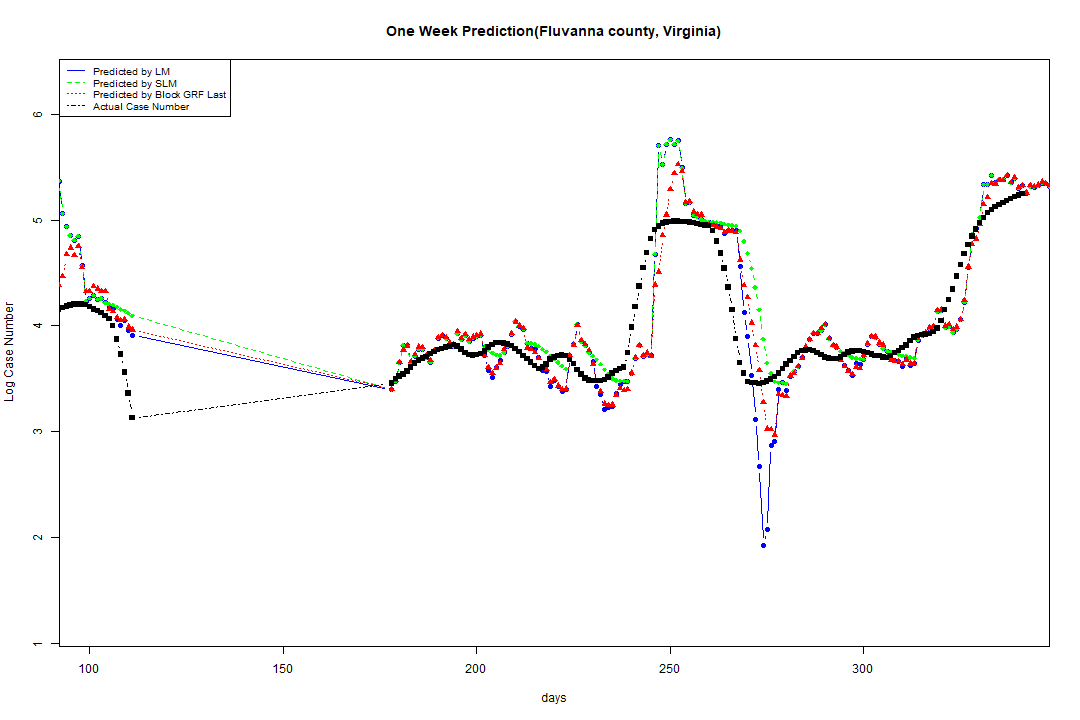 One Week Prediction(Fluvanna county, Virginia)
Predicted by LM
Predicted by SLM
Predicted by Block GRF Last
Actual Case Number
6
5
4
3
2
1
Log Case Number
100 150 200 250 300
days